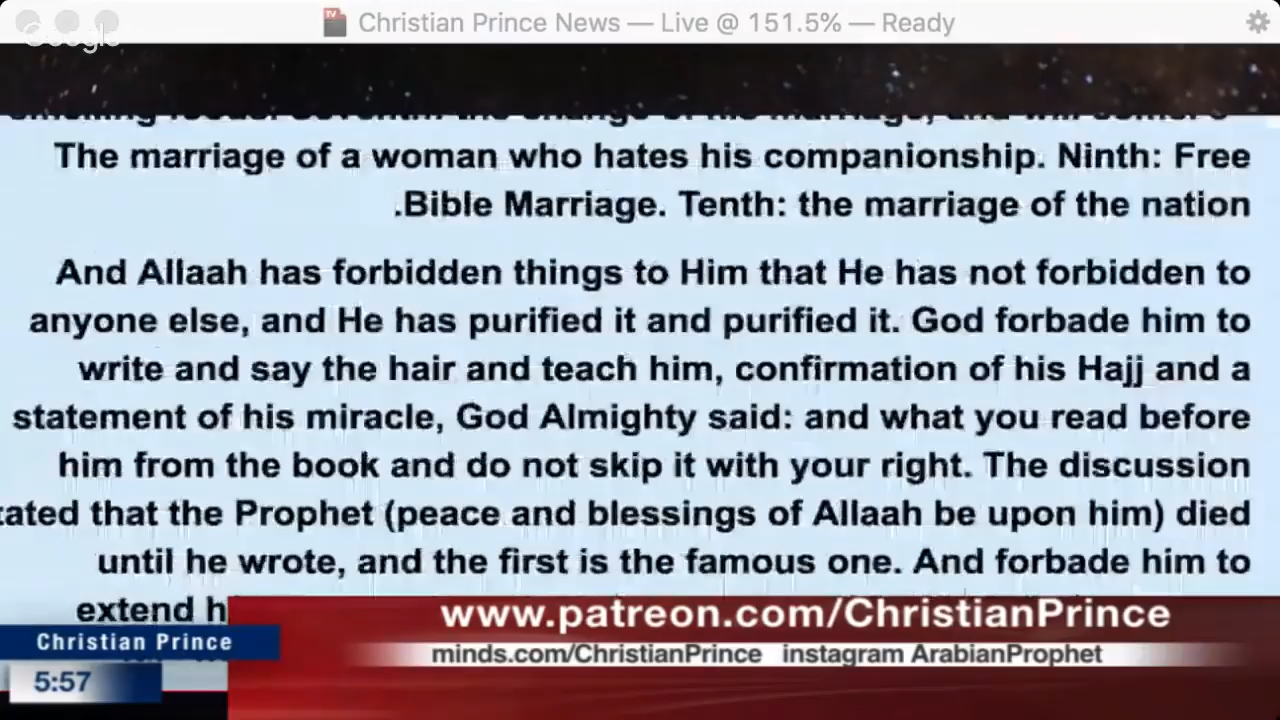 Christian Prince News — Live @ 151.5% — Ready
Google
The marriage of a woman who hates his companionship. Ninth: Free
.Bible Marriage. Tenth: the marriage of the nation
And Allaah has forbidden things to Him that He has not forbidden to
anyone else, and He has purified it and purified it. God forbade him to
write and say the hair and teach him, confirmation of his Hajj and a
statement of his miracle, God Almighty said: and what you read before
him from the book and do not skip it with your right. The discussion
tated that the Prophet (peace and blessings of Allaah be upon him) died
until he wrote, and the first is the famous one. And forbade him to
extend h
www.patreon.com/ChristianPrince
Christian Prince
minds.com/ChristianPrince instagram ArabianProphet
5:57